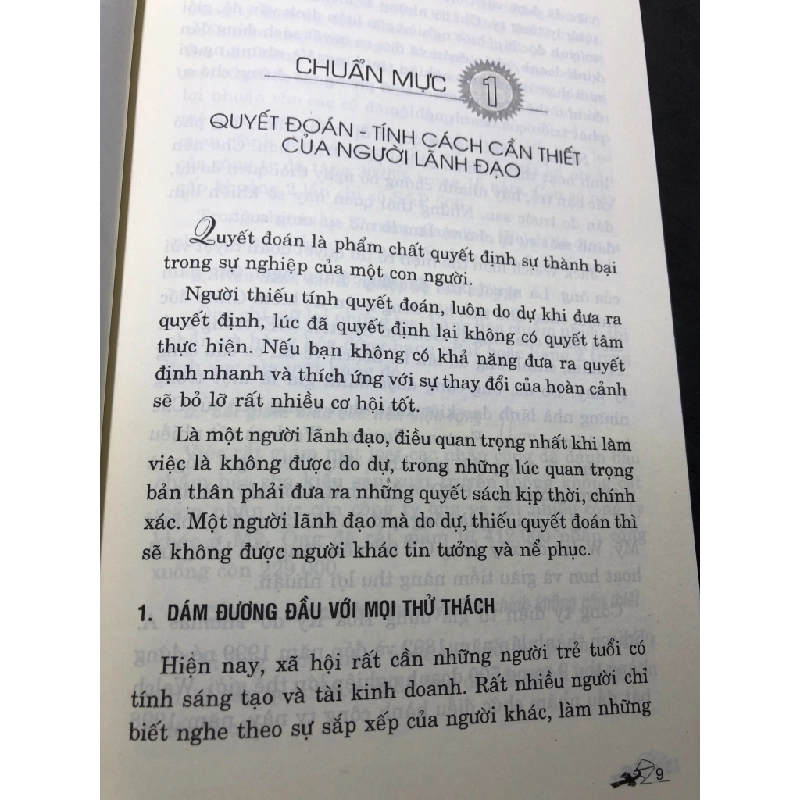 CHUẨN MỰC 1
QUYẾT ĐOÁN - TÍNH CÁCH CẦN THIẾT
CỦA NGƯỜI LÃNH ĐẠO
Quyết đoán là phẩm chất quyết định sự thành bại
trong sự nghiệp của một con người.
Người thiếu tính quyết đoán, luôn do dự khi đưa ra
quyết định, lúc đã quyết định lại không có quyết tâm
thực hiện. Nếu bạn không có khả năng đưa ra quyết
định nhanh và thích ứng với sự thay đổi của hoàn cảnh
sẽ bỏ lỡ rất nhiều cơ hội tốt.
Là một người lãnh đạo, điều quan trọng nhất khi làm
việc là không được do dự, trong những lúc quan trọng
bản thân phải đưa ra những quyết sách kịp thời, chính
xác. Một người lãnh đạo mà do dự, thiếu quyết đoán thì
sẽ không được người khác tin tưởng và nể phục.
1. DÁM ĐƯƠNG ĐẦU VỚI MỌI THỬ THÁCH
Hiện nay, xã hội rất cần những người trẻ tuổi có
tính sáng tạo và tài kinh doanh. Rất nhiều người chỉ
biết nghe theo sự sắp xếp của người khác, làm những
9